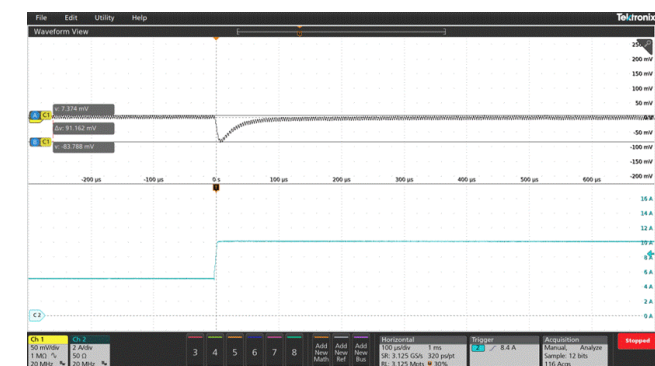 File Edit Utility Help Tektronix
Waveform View
200 mV
150 mV
100 mV
50 mV
A C1 v: 7.374 mV
Δv: 91.162 mV
-50 mV
B C1 v: -83.788 mV
-100 mV
-150 mV
-200 mV
-200 µs -100 µs 0 s 100 µs 200 µs 300 µs 400 µs 500 µs 600 µs
16 A
14 A
12 A
10 A
8 A
6 A
4 A
2 A
C2 0 A
Ch 1 Ch 2 Horizontal Trigger Acquisition
50 mV/div 2 A/div 3 4 5 6 7 8 Add New Math Add New Ref Add New Bus 100 µs/div 1 ms 2 8.4 A Manual, Analyze Stopped
1 MΩ 50 Ω SR: 3.125 GS/s 320 ps/pt Sample: 12 bits
20 MHz 20 MHz RL: 3.125 Mpts 30% 116 Acqs